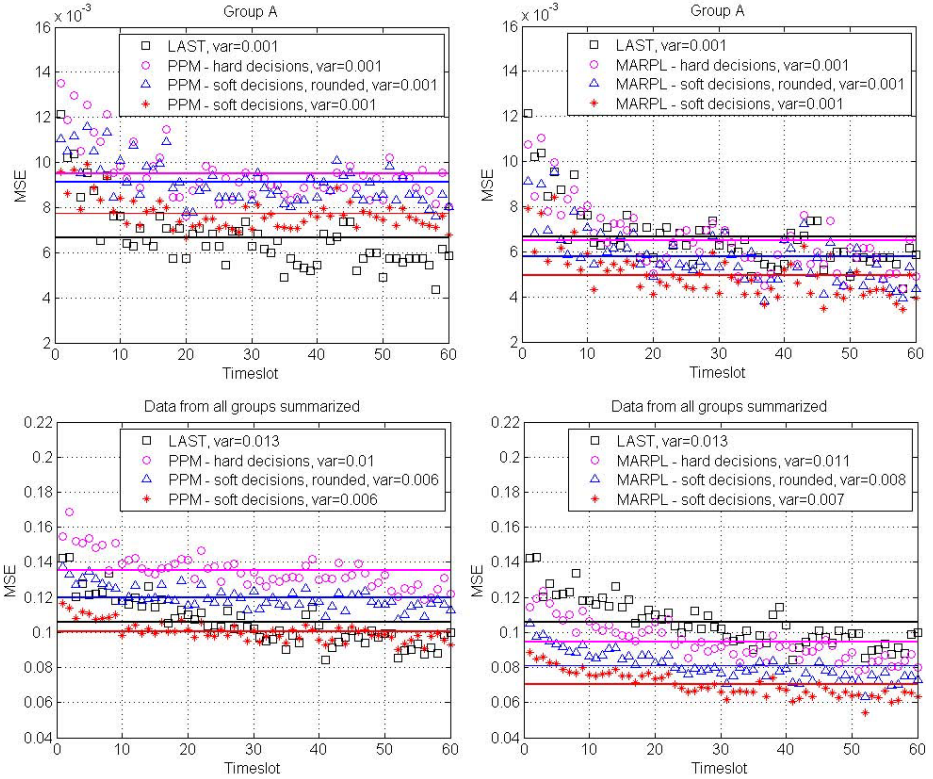 Group A
x 10⁻³
16
14
12
10
8
6
4
2
MSE
LAST, var=0.001
PPM - hard decisions, var=0.001
PPM - soft decisions, rounded, var=0.001
PPM - soft decisions, var=0.001
0 10 20 30 40 50 60
Timeslot
Group A
x 10⁻³
16
14
12
10
8
6
4
2
MSE
LAST, var=0.001
MARPL - hard decisions, var=0.001
MARPL - soft decisions, rounded, var=0.001
MARPL - soft decisions, var=0.001
0 10 20 30 40 50 60
Timeslot
Data from all groups summarized
0.22
0.2
0.18
0.16
0.14
0.12
0.1
0.08
0.06
0.04
MSE
LAST, var=0.013
PPM - hard decisions, var=0.01
PPM - soft decisions, rounded, var=0.006
PPM - soft decisions, var=0.006
0 10 20 30 40 50 60
Timeslot
Data from all groups summarized
0.22
0.2
0.18
0.16
0.14
0.12
0.1
0.08
0.06
0.04
MSE
LAST, var=0.013
MARPL - hard decisions, var=0.011
MARPL - soft decisions, rounded, var=0.008
MARPL - soft decisions, var=0.007
0 10 20 30 40 50 60
Timeslot